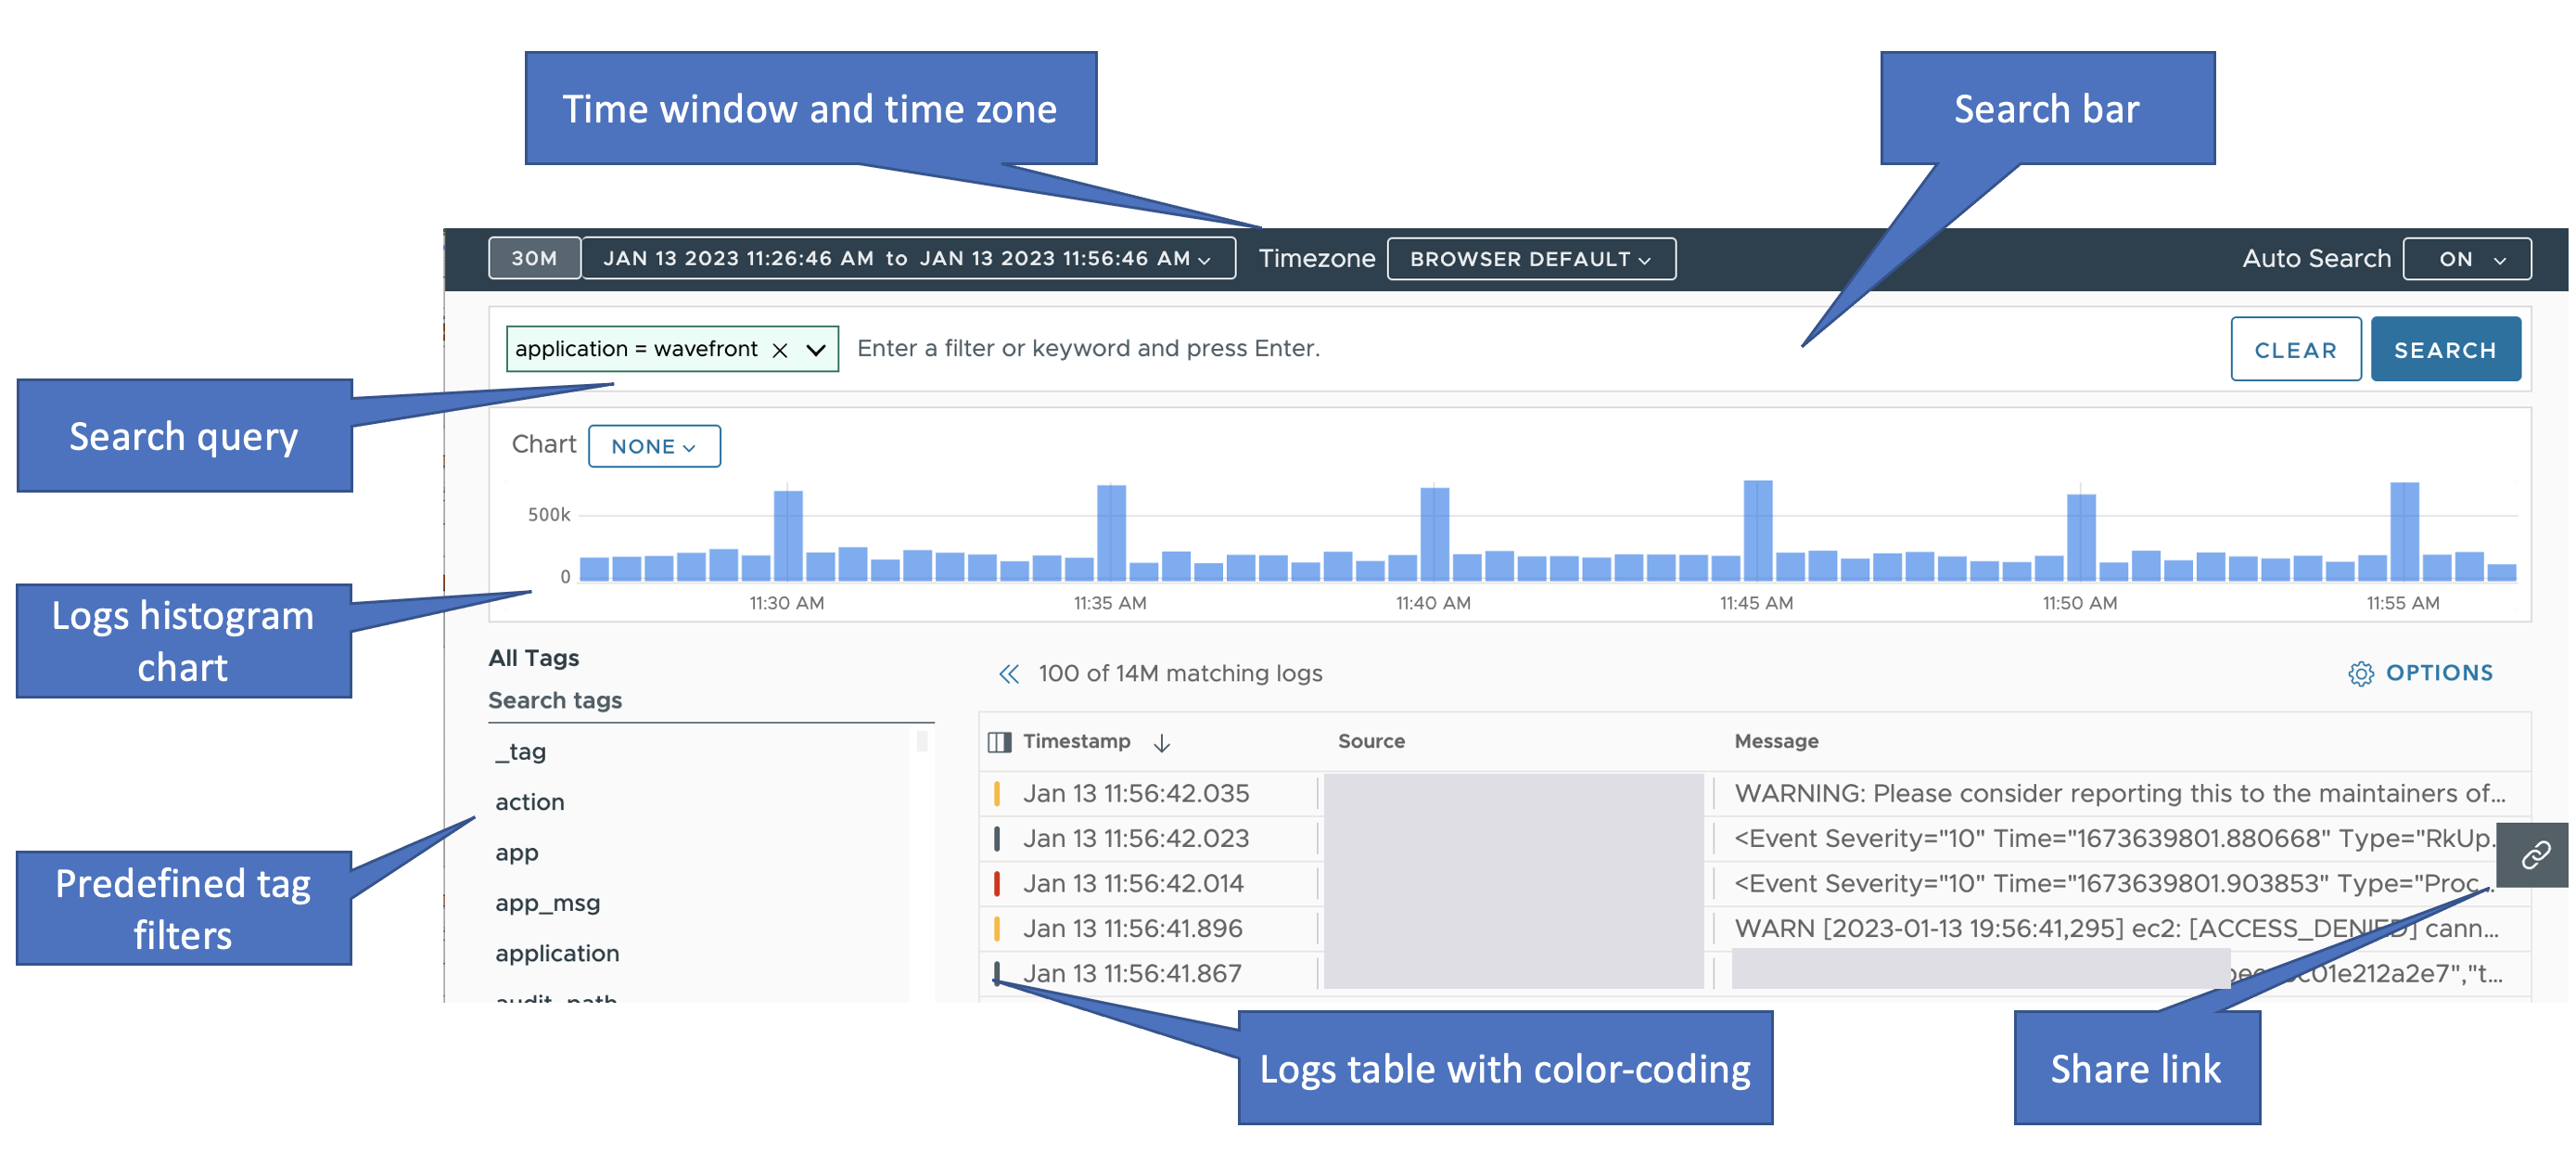 Time window and time zone
Search bar
30M JAN 13 2023 11:26:46 AM to JAN 13 2023 11:56:46 AM Timezone BROWSER DEFAULT Auto Search ON
application = wavefront Enter a filter or keyword and press Enter. CLEAR SEARCH
Search query
Chart NONE
500k
0
11:30 AM 11:35 AM 11:40 AM 11:45 AM 11:50 AM 11:55 AM
Logs histogram
chart
All Tags
Search tags
_tag
action
app
app_msg
application
audit_path
Predefined tag
filters
100 of 14M matching logs OPTIONS
Timestamp Source Message
Jan 13 11:56:42.035 WARNING: Please consider reporting this to the maintainers of...
Jan 13 11:56:42.023 <Event Severity="10" Time="1673639801.880668" Type="RkUp..
Jan 13 11:56:42.014 <Event Severity="10" Time="1673639801.903853" Type="Proc...
Jan 13 11:56:41.896 WARN [2023-01-13 19:56:41,295] ec2: [ACCESS_DENIED] cann...
Jan 13 11:56:41.867 c01e212a2e7","t...
Logs table with color-coding
Share link